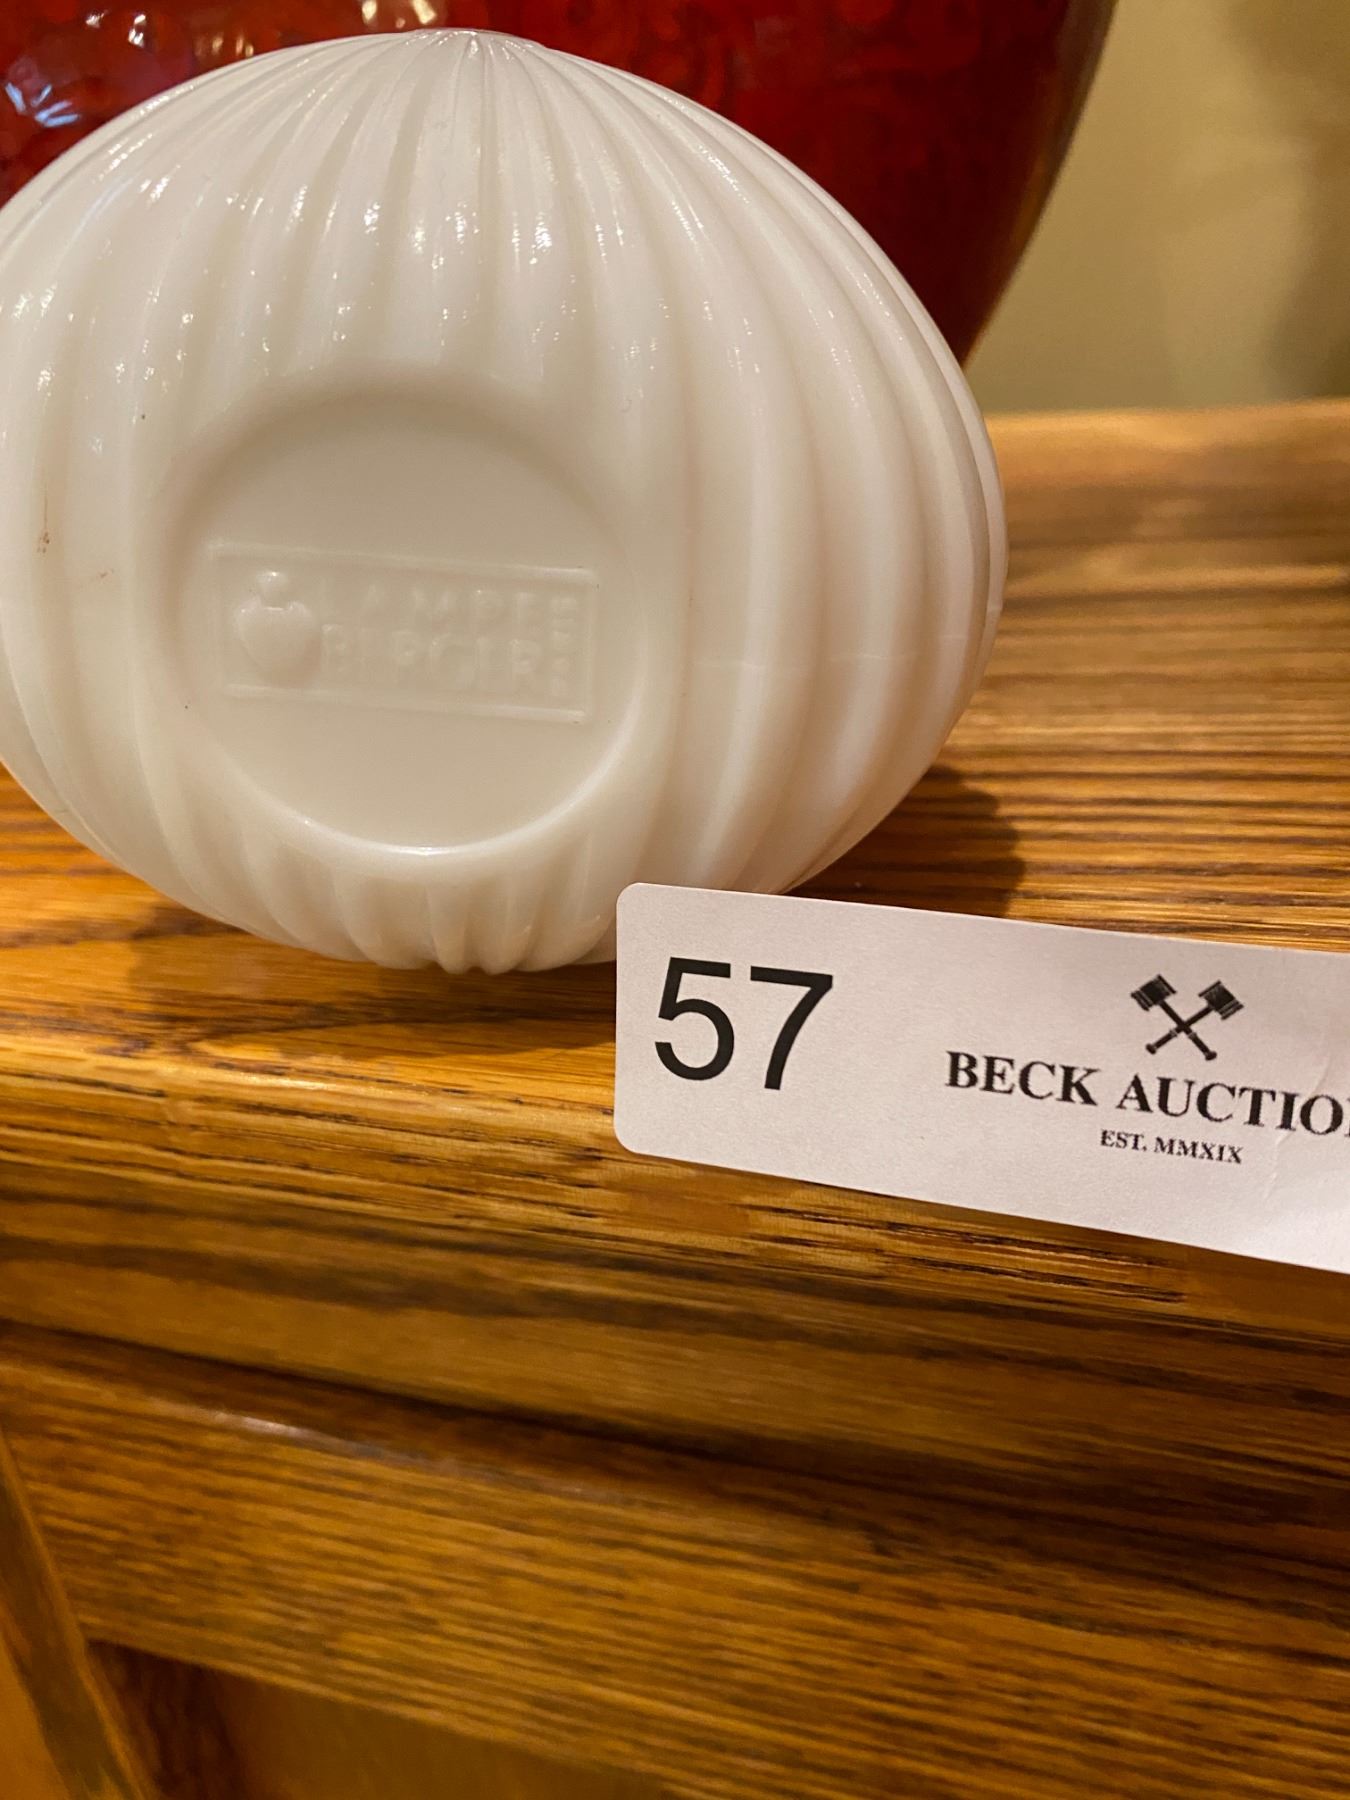 LAMPE
BERGER
57
BECK AUCTIO
EST. MMXIX